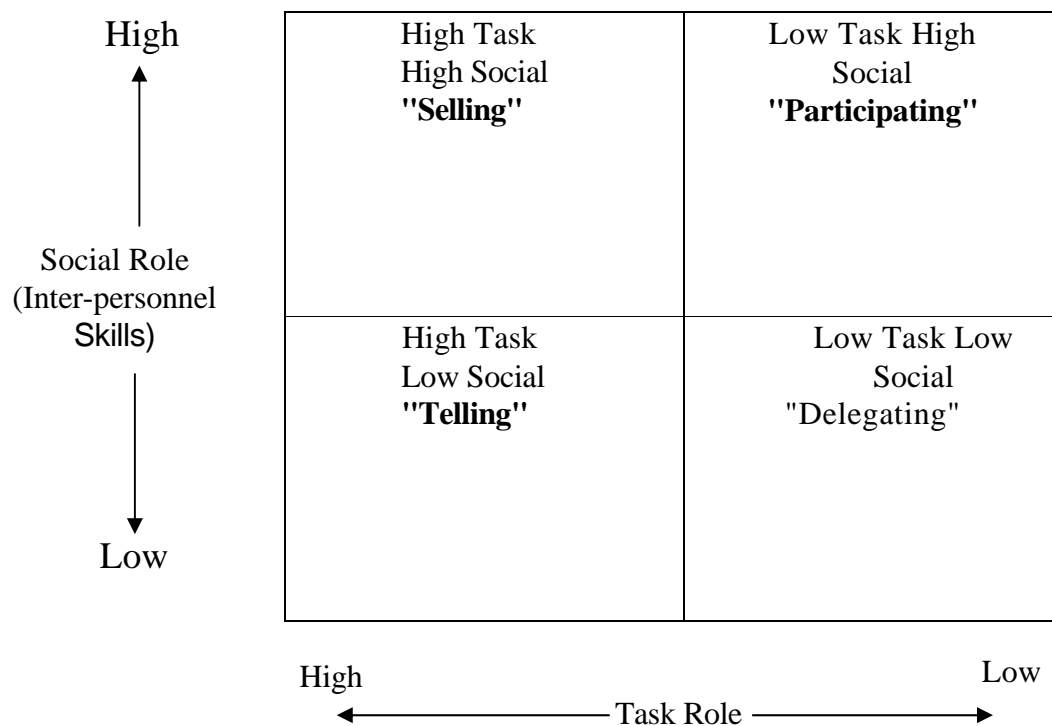 High
High Task
High Social
"Selling"
Low Task High
Social
"Participating"
Social Role
(Inter-personnel
Skills)
High Task
Low Social
"Telling"
Low Task Low
Social
"Delegating"
Low
High
Low
Task Role